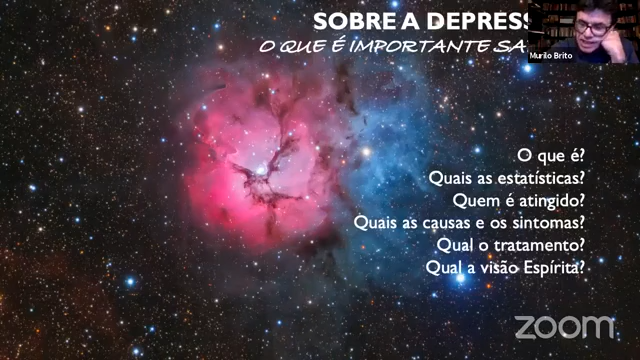 SOBRE A DEPRESS
O QUE É IMPORTANTE SA
Murilo Brito
O que é?
Quais as estatísticas?
Quem é atingido?
Quais as causas e os sintomas?
Qual o tratamento?
Qual a visão Espírita?
zoom